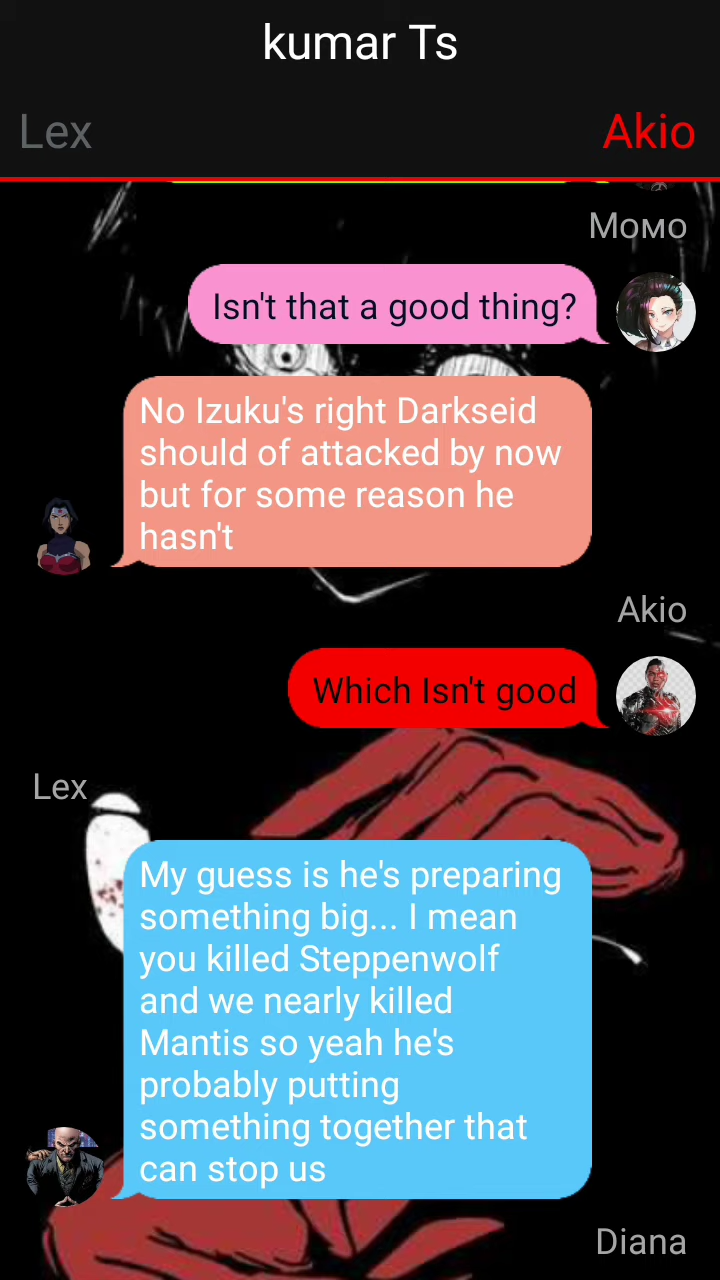 kumar Ts
Lex
Akio
Momo
Isn't that a good thing?
No Izuku's right Darkseid
should of attacked by now
but for some reason he
hasn't
Akio
Which Isn't good
Lex
My guess is he's preparing
something big... I mean
you killed Steppenwolf
and we nearly killed
Mantis so yeah he's
probably putting
something together that
can stop us
Diana